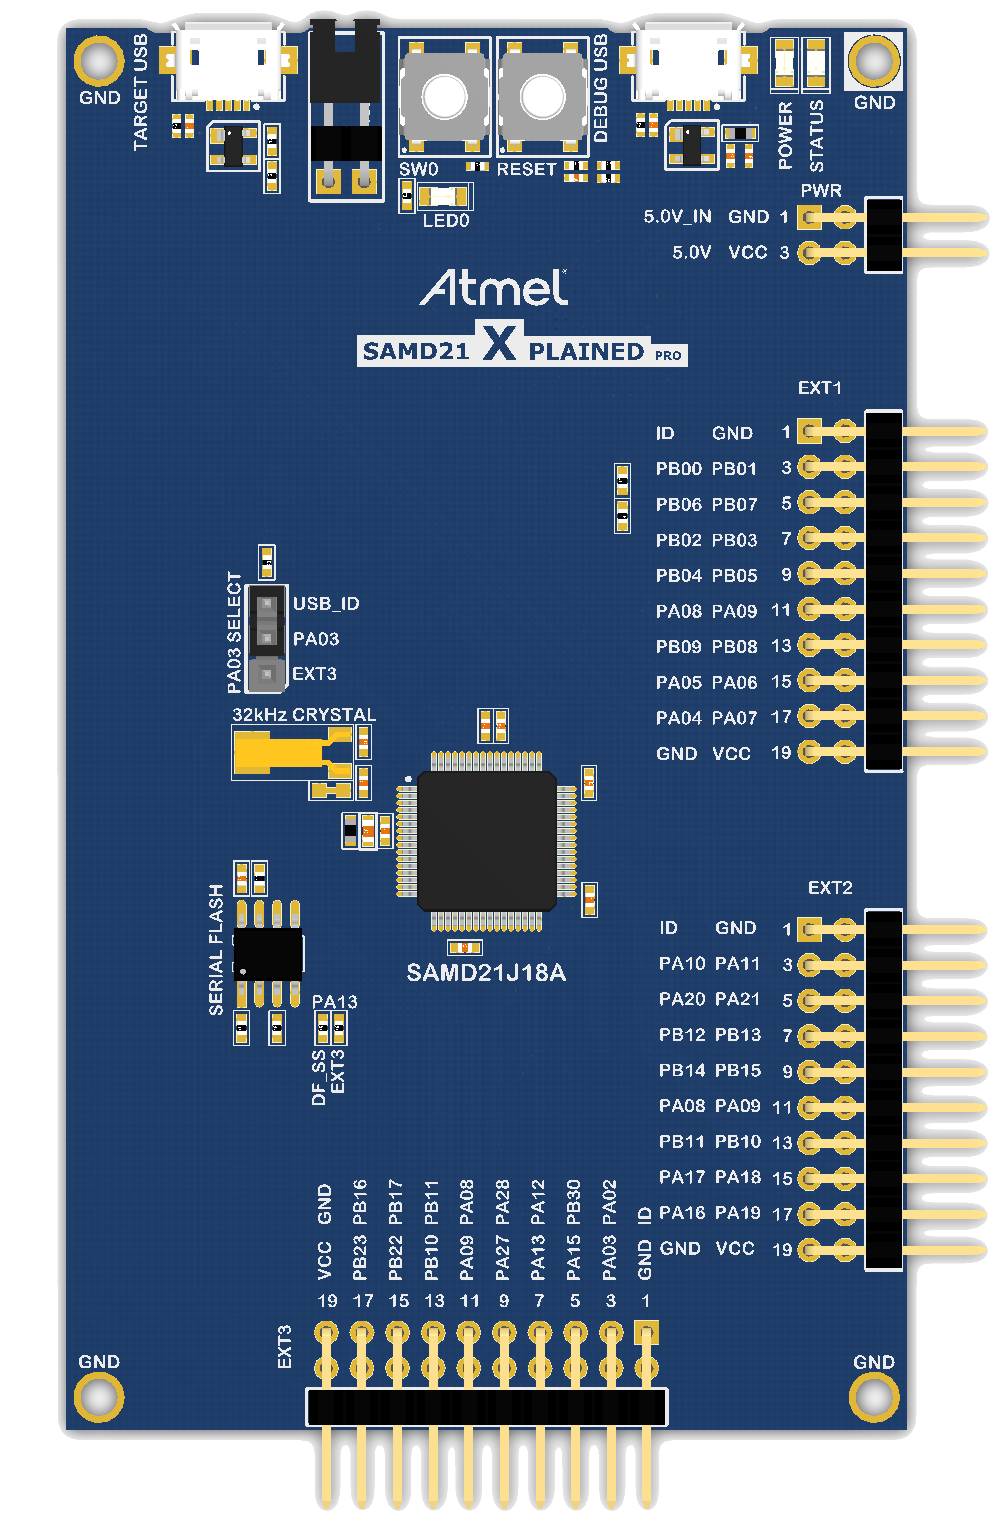 TARGET USB
GND
SW0
RESET
LED0
DEBUG USB
POWER
STATUS
GND
PWR
5.0V_IN GND 1
5.0V VCC 3
Atmel
SAMD21 X PLAINED PRO
EXT1
ID GND 1
PB00 PB01 3
PB06 PB07 5
PB02 PB03 7
PB04 PB05 9
PA08 PA09 11
PB09 PB08 13
PA05 PA06 15
PA04 PA07 17
GND VCC 19
PA03 SELECT
USB_ID
PA03
EXT3
32kHz CRYSTAL
SERIAL FLASH
SAMD21J18A
PA13
DF_SS
EXT3
EXT2
ID GND 1
PA10 PA11 3
PA20 PA21 5
PB12 PB13 7
PB14 PB15 9
PA08 PA09 11
PB11 PB10 13
PA17 PA18 15
PA16 PA19 17
GND VCC 19
VCC GND
PB23 PB16
PB22 PB17
PB10 PB11
PA09 PA08
PA27 PA28
PA13 PA12
PA15 PB30
PA03 PA02
GND ID
19 17 15 13 11 9 7 5 3 1
EXT3
GND
GND